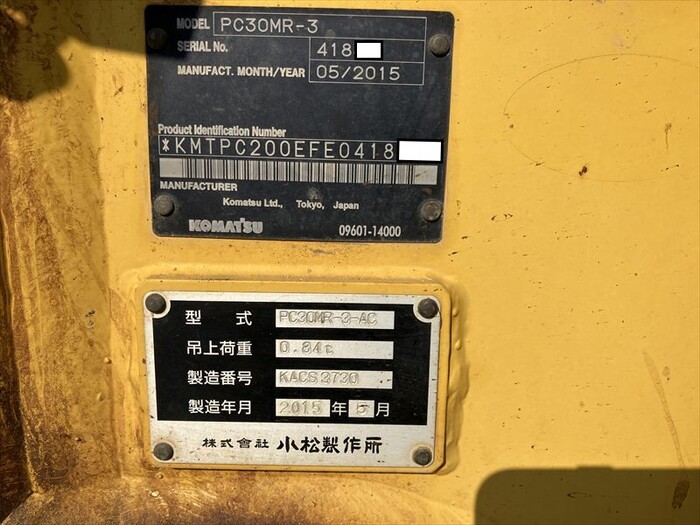 MODEL PC30MR-3
SERIAL No. 418
MANUFACT. MONTH/YEAR 05/2015
Product Identification Number
*KMTPC200EFE0418
MANUFACTURER
Komatsu Ltd., Tokyo, Japan
KOMATSU 09601-14000
型式 PC30MR-3-AC
吊上荷重 0.84t
製造番号 KACS3730
製造年月 2015年5月
株式會社 小松製作所